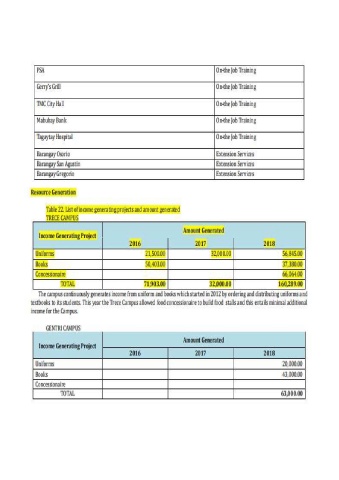 PSA On-the Job Training
Gerry's Grill On-the Job Training
TMC City Hall On-the Job Training
Mabuhay Bank On-the Job Training
Tagaytay Hospital On-the Job Training
Barangay Osorio Extension Services
Barangay San Agustin Extension Services
Barangay Gregorio Extension Services
Resource Generation
Table 22. List of income generating projects and amount generated
TRECE CAMPUS
Income Generating Project Amount Generated
2016 2017 2018
Uniforms 21,500.00 32,000.00 56,845.00
Books 50,403.00 37,380.00
Concessionaire 66,064.00
TOTAL 71,903.00 32,000.00 160,289.00
The campus continuously generates income from uniform and books which started in 2012 by ordering and distributing uniforms and
textbooks to its students. This year the Trece Campus allowed food concessionaire to build food stalls and this entails minimal additional
income for the Campus.
GENTRI CAMPUS
Income Generating Project Amount Generated
2016 2017 2018
Uniforms 20,000.00
Books 43,000.00
Concessionaire
TOTAL 63,000.00